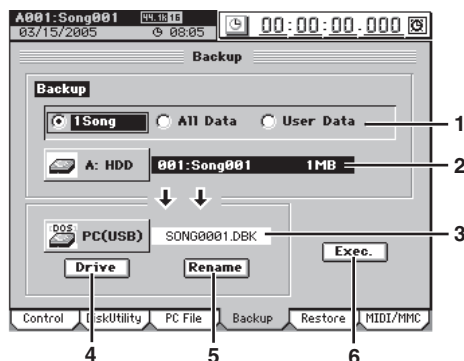 A001:Song001 44.1k 16
03/15/2005 08:05 00:00:00.000
Backup
Backup
1Song All Data User Data 1
A: HDD 001:Song001 1MB 2
DOS PC(USB) SONG0001.DBK 3
Exec.
Drive Rename
Control DiskUtility PC File Backup Restore MIDI/MMC
4 5 6